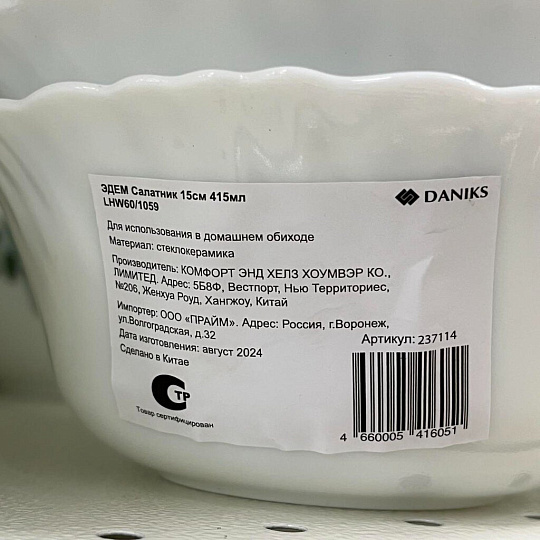 ЭДЕМ Салатник 15см 415мл
LHW60/1059
DANIKS
Для использования в домашнем обиходе
Материал: стеклокерамика
Производитель: КОМФОРТ ЭНД ХЕЛЗ ХОУМВЭР КО.,
ЛИМИТЕД. Адрес: 5Б8Ф, Вестпорт, Нью Территориес,
№206, Женхуа Роуд, Ханчжоу, Китай
Импортер: ООО «ПРАЙМ». Адрес: Россия, г.Воронеж,
ул.Волгоградская, д.32
Дата изготовления: август 2024
Сделано в Китае
Артикул: 237114
СТР
Товар сертифицирован
4 660005 416051